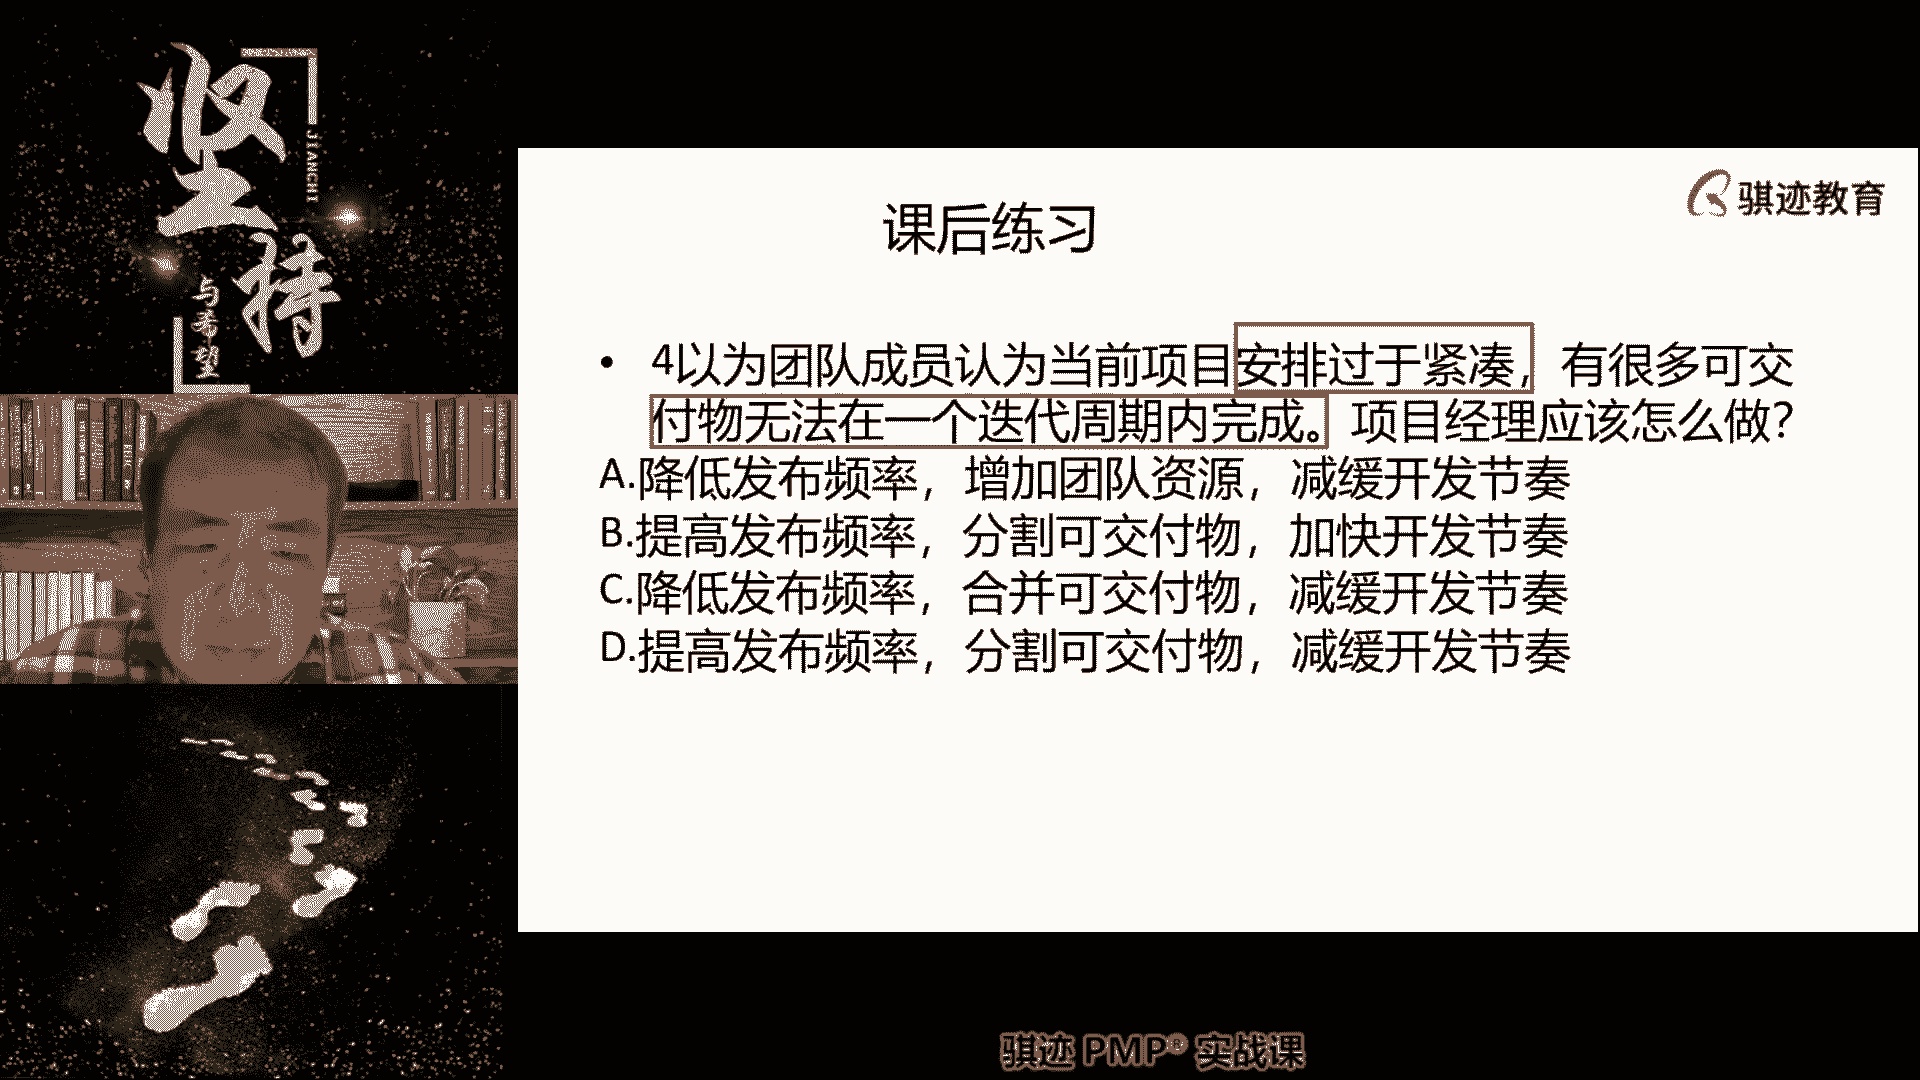 坚持
JIANCHI
与希望
骐迹教育
课后练习
• 4以为团队成员认为当前项目安排过于紧凑，有很多可交
付物无法在一个迭代周期内完成。项目经理应该怎么做？
A.降低发布频率，增加团队资源，减缓开发节奏
B.提高发布频率，分割可交付物，加快开发节奏
C.降低发布频率，合并可交付物，减缓开发节奏
D.提高发布频率，分割可交付物，减缓开发节奏
骐迹 PMP® 实战课